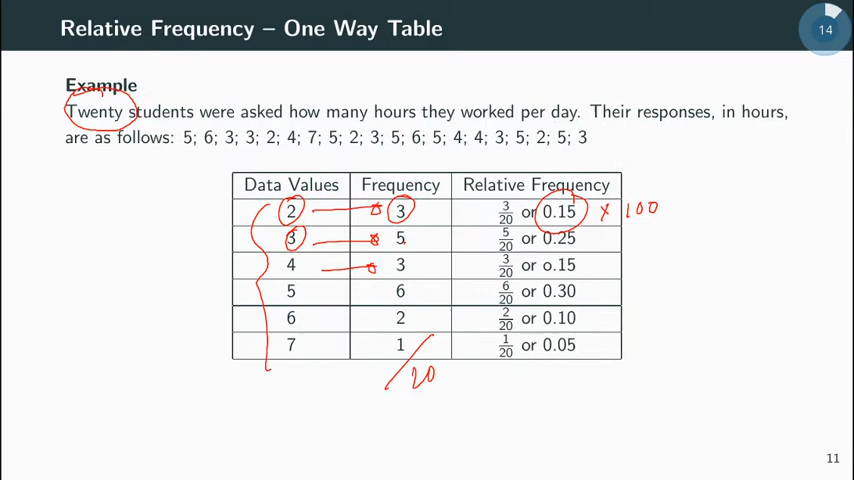 Relative Frequency – One Way Table
14
Example
Twenty students were asked how many hours they worked per day. Their responses, in hours,
are as follows: 5; 6; 3; 3; 2; 4; 7; 5; 2; 3; 5; 6; 5; 4; 4; 3; 5; 2; 5; 3
Data Values Frequency Relative Frequency
2 3 3/20 or 0.15 × 100
3 5 5/20 or 0.25
4 3 3/20 or o.15
5 6 6/20 or 0.30
6 2 2/20 or 0.10
7 1 1/20 or 0.05
20
11